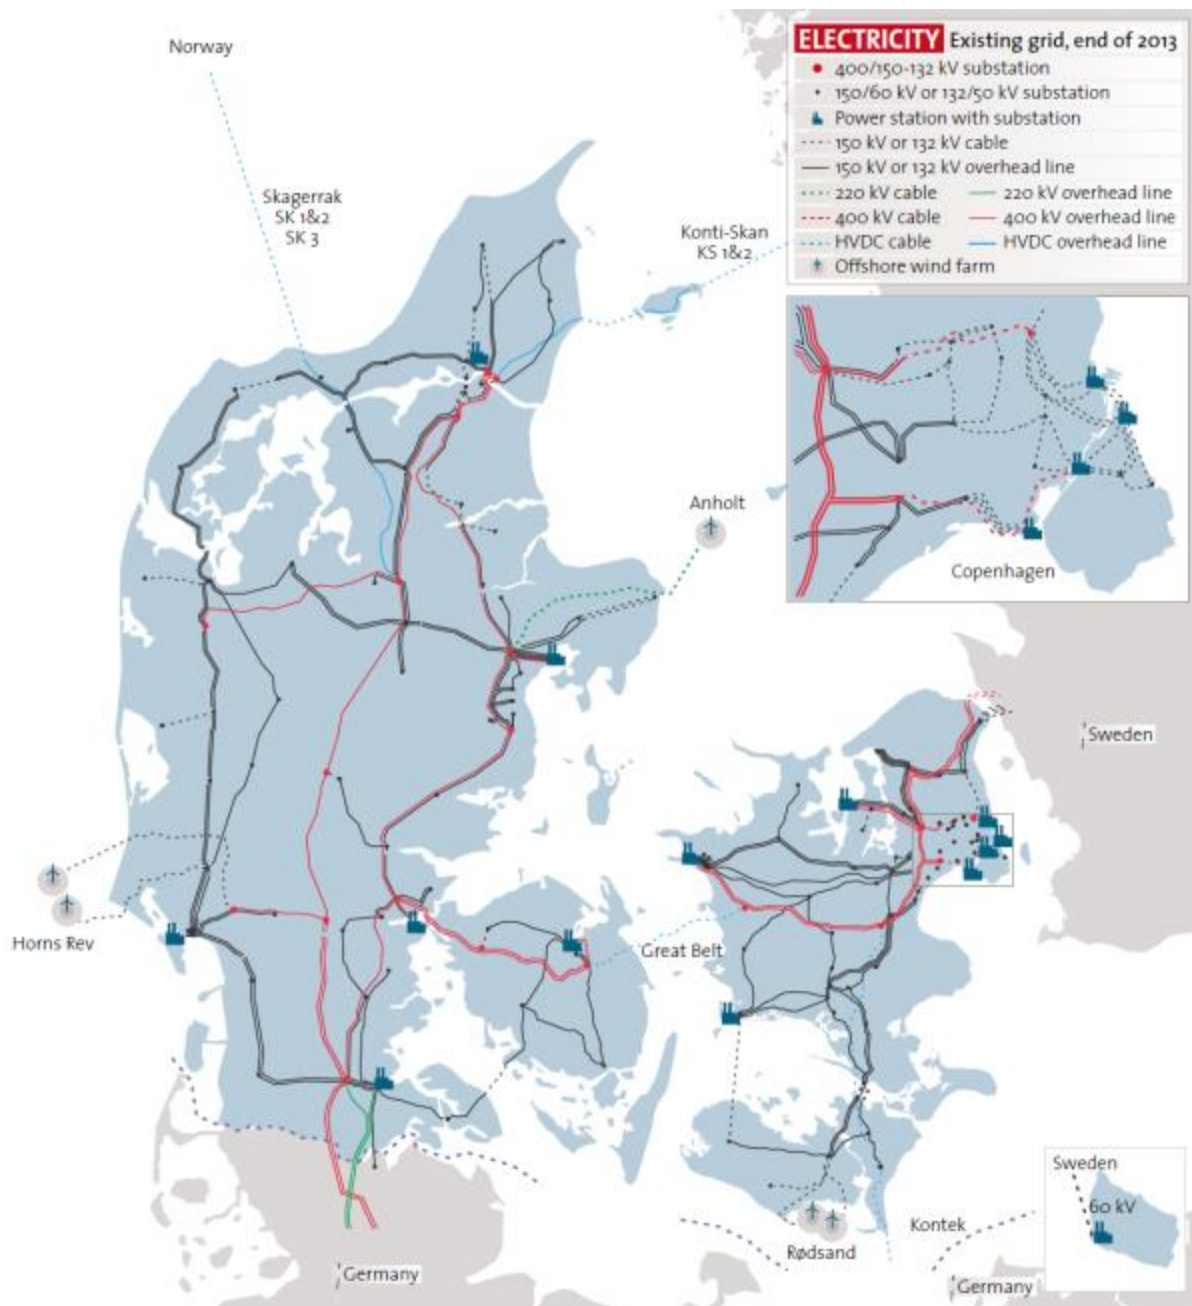 Norway
ELECTRICITY Existing grid, end of 2013
400/150-132 kV substation
150/60 kV or 132/50 kV substation
Power station with substation
150 kV or 132 kV cable
150 kV or 132 kV overhead line
220 kV cable 220 kV overhead line
400 kV cable 400 kV overhead line
HVDC cable HVDC overhead line
Offshore wind farm
Skagerrak
SK 1&2
SK 3
Konti-Skan
KS 1&2
Anholt
Copenhagen
Sweden
Horns Rev
Great Belt
Sweden
60 kV
Kontek
Rødsand
Germany
Germany